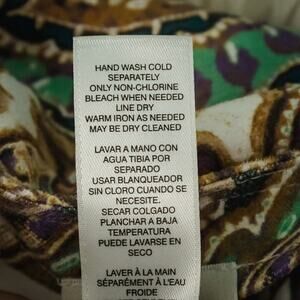 HAND WASH COLD
SEPARATELY
ONLY NON-CHLORINE
BLEACH WHEN NEEDED
LINE DRY
WARM IRON AS NEEDED
MAY BE DRY CLEANED
LAVAR A MANO CON
AGUA TIBIA POR
SEPARADO
USAR BLANQUEADOR
SIN CLORO CUANDO SE
NECESITE.
SECAR COLGADO
PLANCHAR A BAJA
TEMPERATURA
PUEDE LAVARSE EN
SECO
LAVER À LA MAIN
SÉPARÉMENT À L'EAU
FROIDE